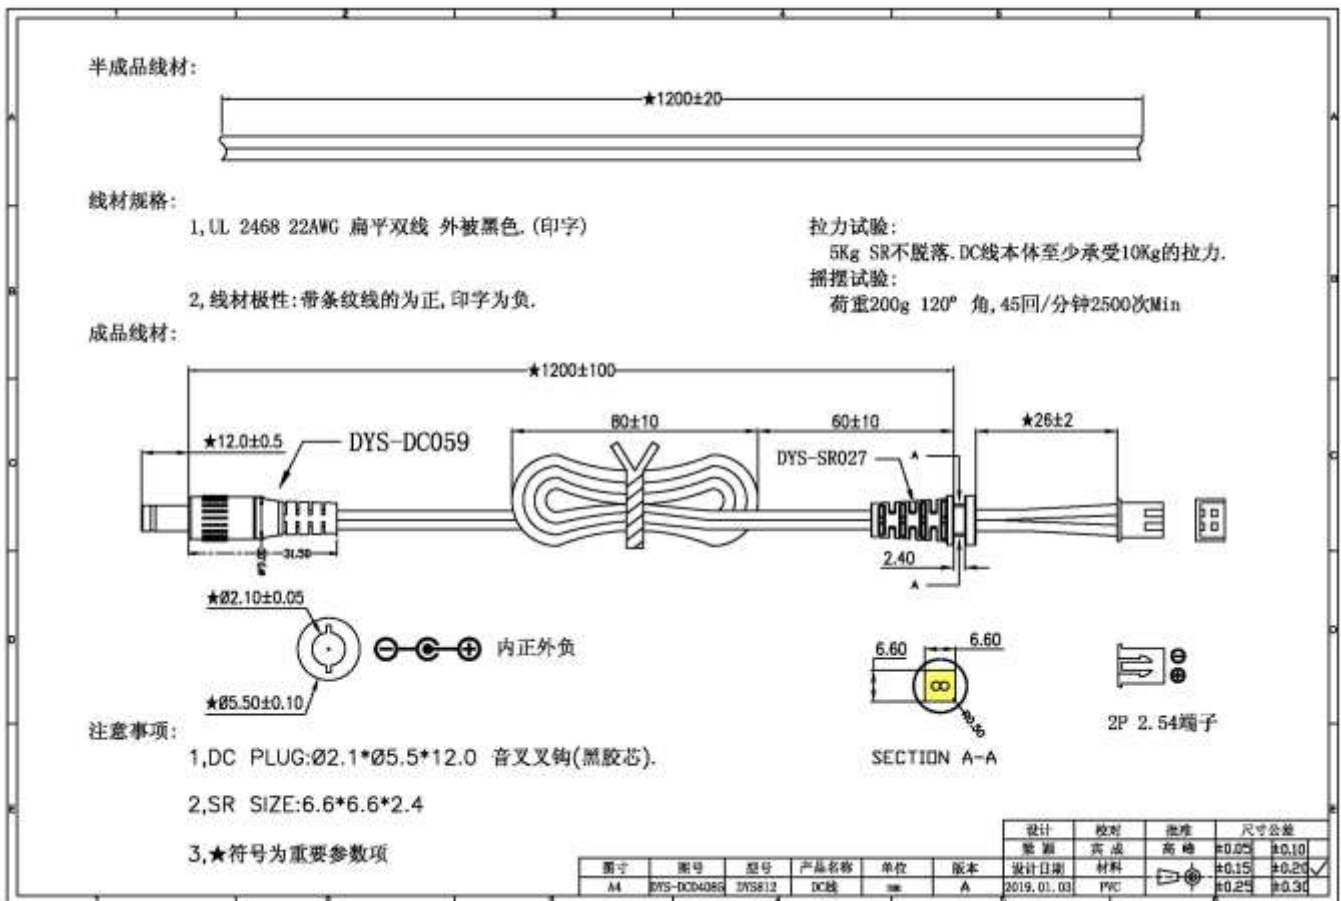 半成品线材:
★1200±20
线材规格:
1,UL 2468 22AWG 扁平双线 外被黑色.(印字)
2,线材极性:带条纹线的为正,印字为负.
拉力试验:
5Kg SR不脱落.DC线本体至少承受10Kg的拉力.
摇摆试验:
荷重200g 120° 角,45回/分钟2500次Min
成品线材:
★1200±100
80±10
60±10
★26±2
★12.0±0.5
DYS-DC059
DYS-SR027
A
31.50
2.40
A
★Ø2.10±0.05
内正外负
★Ø5.50±0.10
6.60
6.60
R0.50
SECTION A-A
2P 2.54端子
注意事项:
1,DC PLUG:Ø2.1*Ø5.5*12.0 音叉叉钩(黑胶芯).
2,SR SIZE:6.6*6.6*2.4
3,★符号为重要参数项
设计 校对 批准 尺寸公差
高峰 ±0.05 ±0.10
图寸 图号 型号 产品名称 单位 版本 设计日期 材料 ±0.15 ±0.20
A4 DYS812 DC线 mm A 2019.01.03 PVC ±0.25 ±0.30